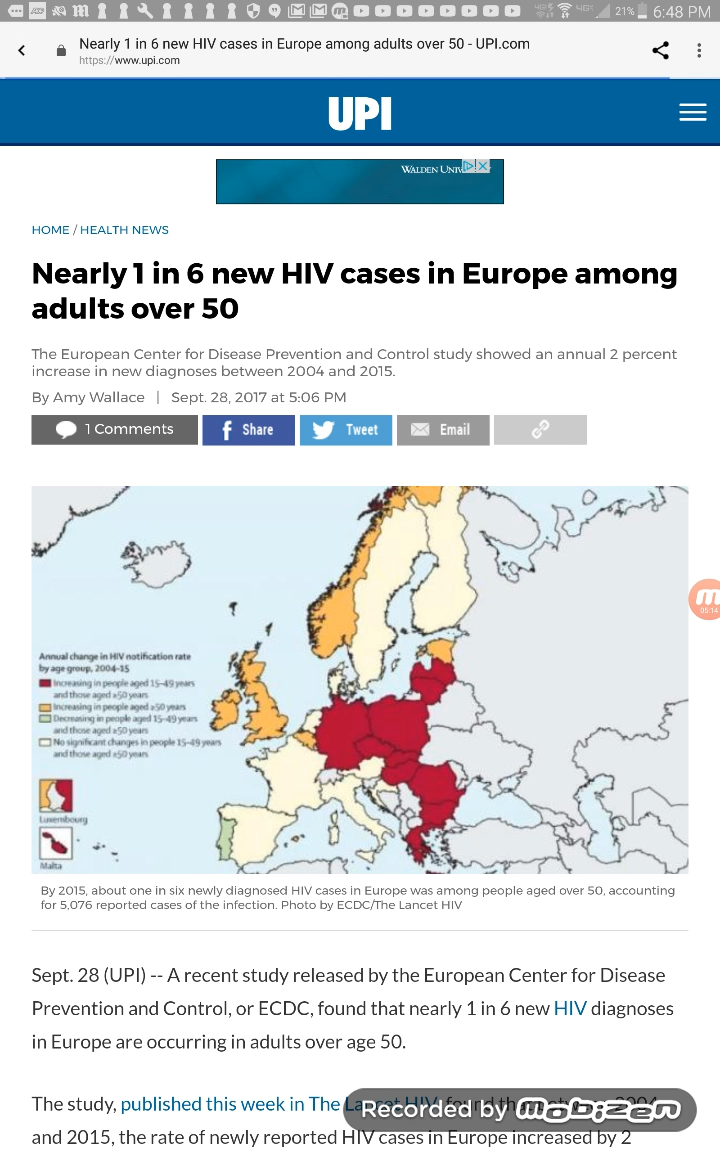 21% 6:48 PM
Nearly 1 in 6 new HIV cases in Europe among adults over 50 - UPI.com
https://www.upi.com
UPI
WALDEN UNIV
HOME / HEALTH NEWS
Nearly 1 in 6 new HIV cases in Europe among
adults over 50
The European Center for Disease Prevention and Control study showed an annual 2 percent
increase in new diagnoses between 2004 and 2015.
By Amy Wallace | Sept. 28, 2017 at 5:06 PM
1 Comments
Share
Tweet
Email
Annual change in HIV notification rate
by age group, 2004-15
Increasing in people aged 15-49 years
and those aged ≥50 years
Increasing in people aged ≥50 years
Decreasing in people aged 15-49 years
and those aged ≥50 years
No significant changes in people 15-49 years
and those aged ≥50 years
Luxembourg
Malta
05:14
By 2015, about one in six newly diagnosed HIV cases in Europe was among people aged over 50, accounting
for 5,076 reported cases of the infection. Photo by ECDC/The Lancet HIV
Sept. 28 (UPI) -- A recent study released by the European Center for Disease
Prevention and Control, or ECDC, found that nearly 1 in 6 new HIV diagnoses
in Europe are occurring in adults over age 50.
The study, published this week in The Lancet HIV, found that 2004
Recorded by mobizen
and 2015, the rate of newly reported HIV cases in Europe increased by 2